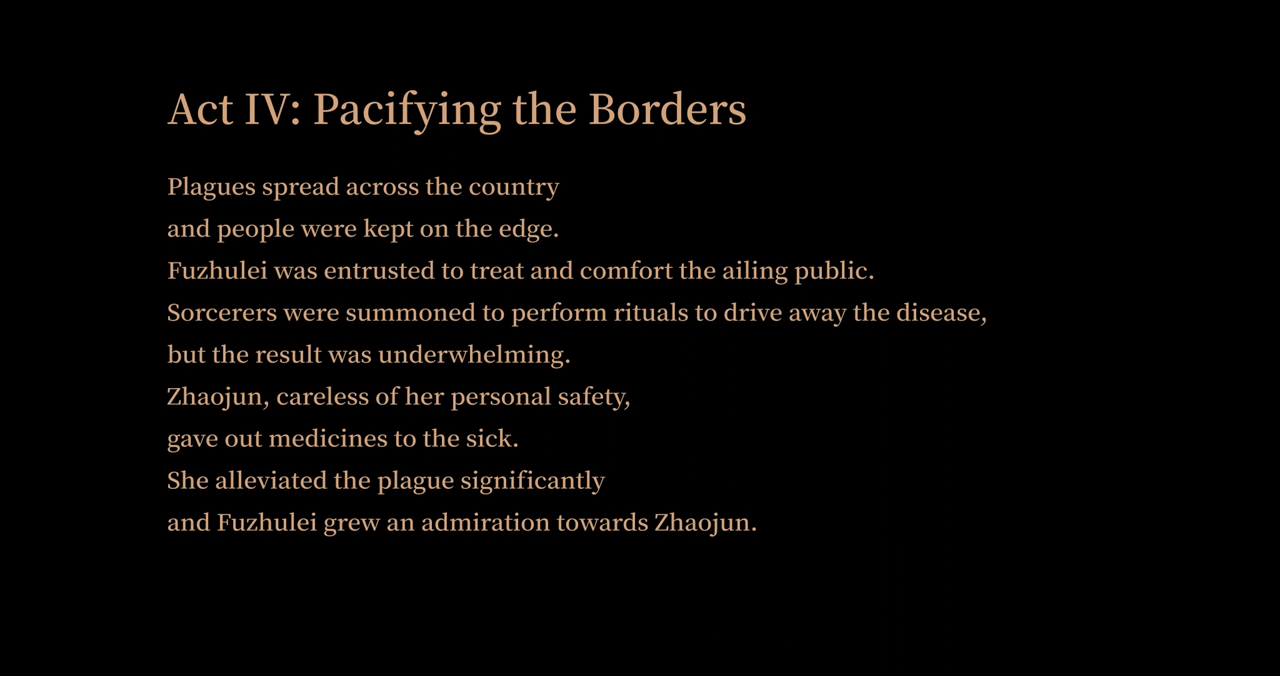 Act IV: Pacifying the Borders
Plagues spread across the country
and people were kept on the edge.
Fuzhulei was entrusted to treat and comfort the ailing public.
Sorcerers were summoned to perform rituals to drive away the disease,
but the result was underwhelming.
Zhaojun, careless of her personal safety,
gave out medicines to the sick.
She alleviated the plague significantly
and Fuzhulei grew an admiration towards Zhaojun.